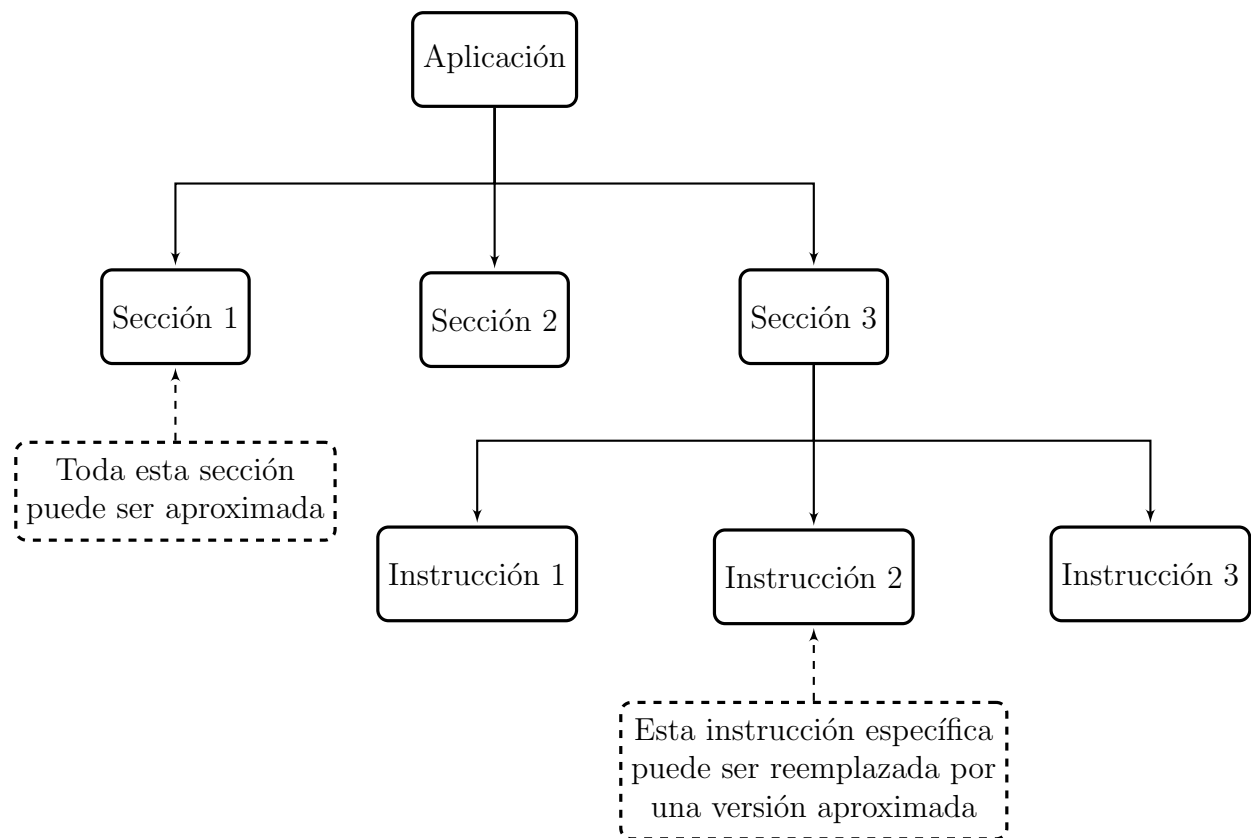 Aplicación
Sección 1
Sección 2
Sección 3
Toda esta sección
puede ser aproximada
Instrucción 1
Instrucción 2
Instrucción 3
Esta instrucción específica
puede ser reemplazada por
una versión aproximada